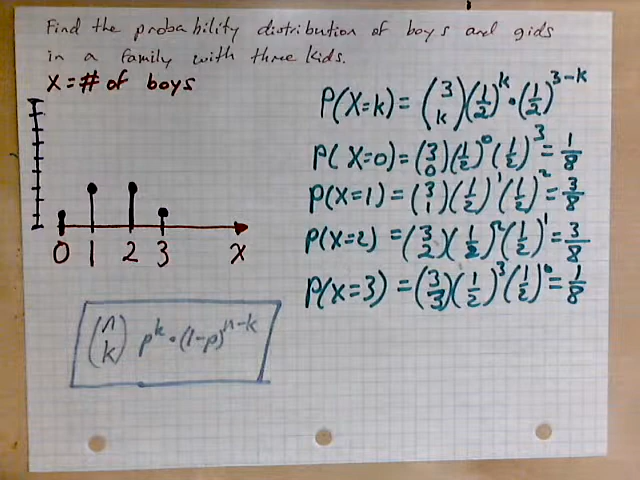 Find the probability distribution of boys and gids
in a family with three kids.
X = # of boys
P(X=k) = (3 k)(1/2)^k · (1/2)^3-k
P(X=0) = (3 0)(1/2)^0 (1/2)^3 = 1/8
P(X=1) = (3 1)(1/2)^1 (1/2)^2 = 3/8
P(X=2) = (3 2)(1/2)^2 (1/2)^1 = 3/8
P(X=3) = (3 3)(1/2)^3 (1/2)^0 = 1/8
0 1 2 3 X
(n k) p^k · (1-p)^n-k